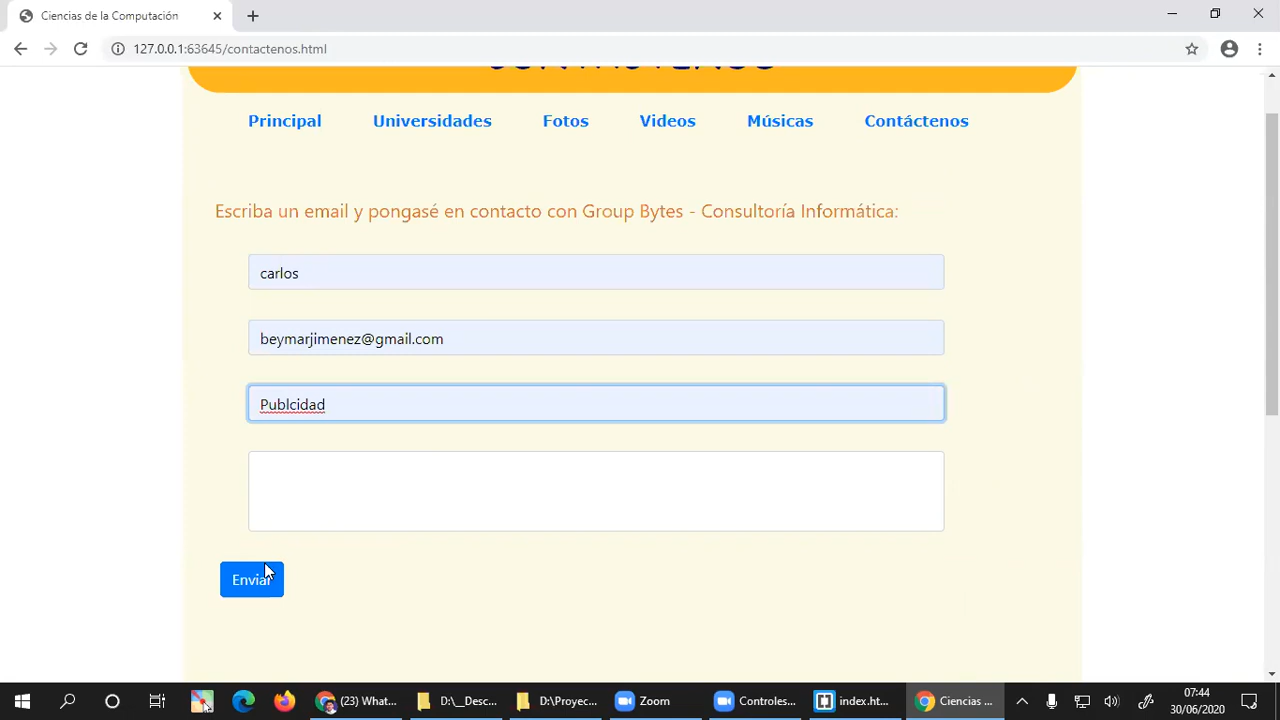 Ciencias de la Computación
127.0.0.1:63645/contactenos.html
Principal Universidades Fotos Videos Músicas Contáctenos
Escriba un email y pongasé en contacto con Group Bytes - Consultoría Informática:
carlos
beymarjimenez@gmail.com
Publcidad
Enviar
(23) What... D:\__Desc... D:\Proyec... Zoom Controles... index.ht... Ciencias ...
07:44
30/06/2020